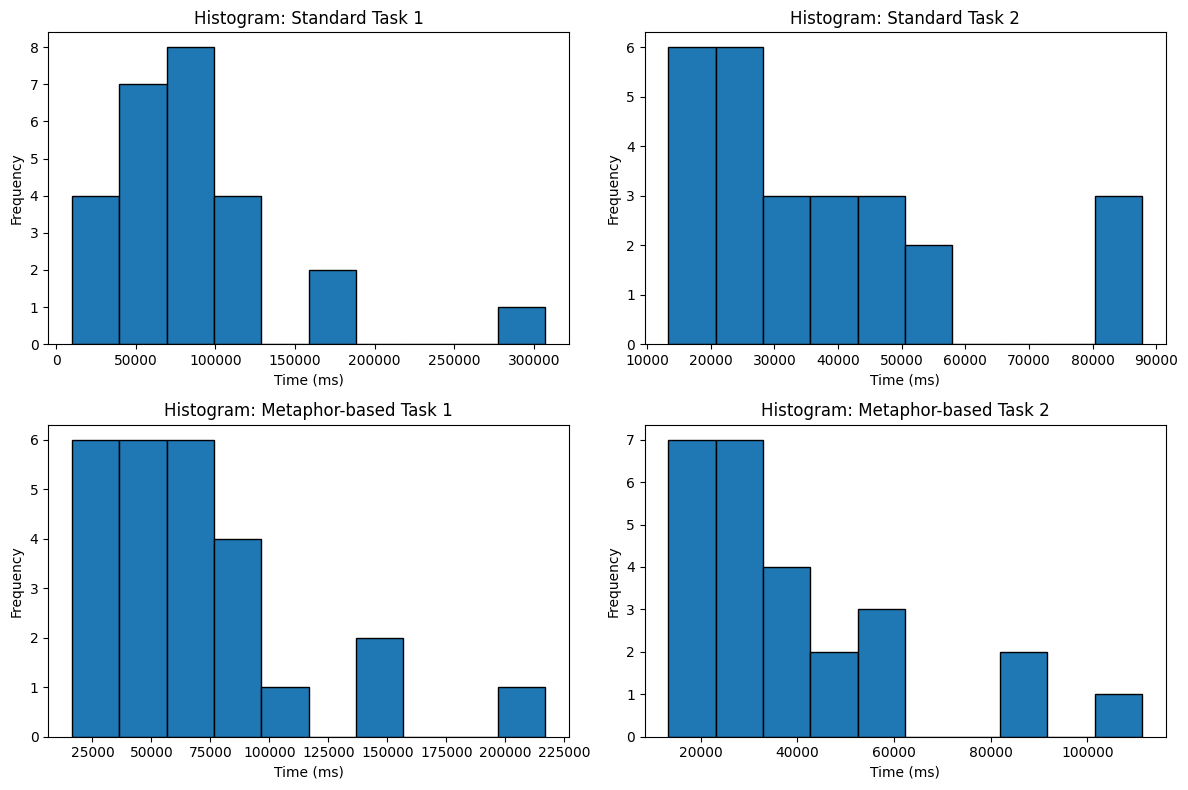 Histogram: Standard Task 1
Frequency
8
7
6
5
4
3
2
1
0
0 50000 100000 150000 200000 250000 300000
Time (ms)
Histogram: Standard Task 2
Frequency
6
5
4
3
2
1
0
10000 20000 30000 40000 50000 60000 70000 80000 90000
Time (ms)
Histogram: Metaphor-based Task 1
Frequency
6
5
4
3
2
1
0
25000 50000 75000 100000 125000 150000 175000 200000 225000
Time (ms)
Histogram: Metaphor-based Task 2
Frequency
7
6
5
4
3
2
1
0
20000 40000 60000 80000 100000
Time (ms)